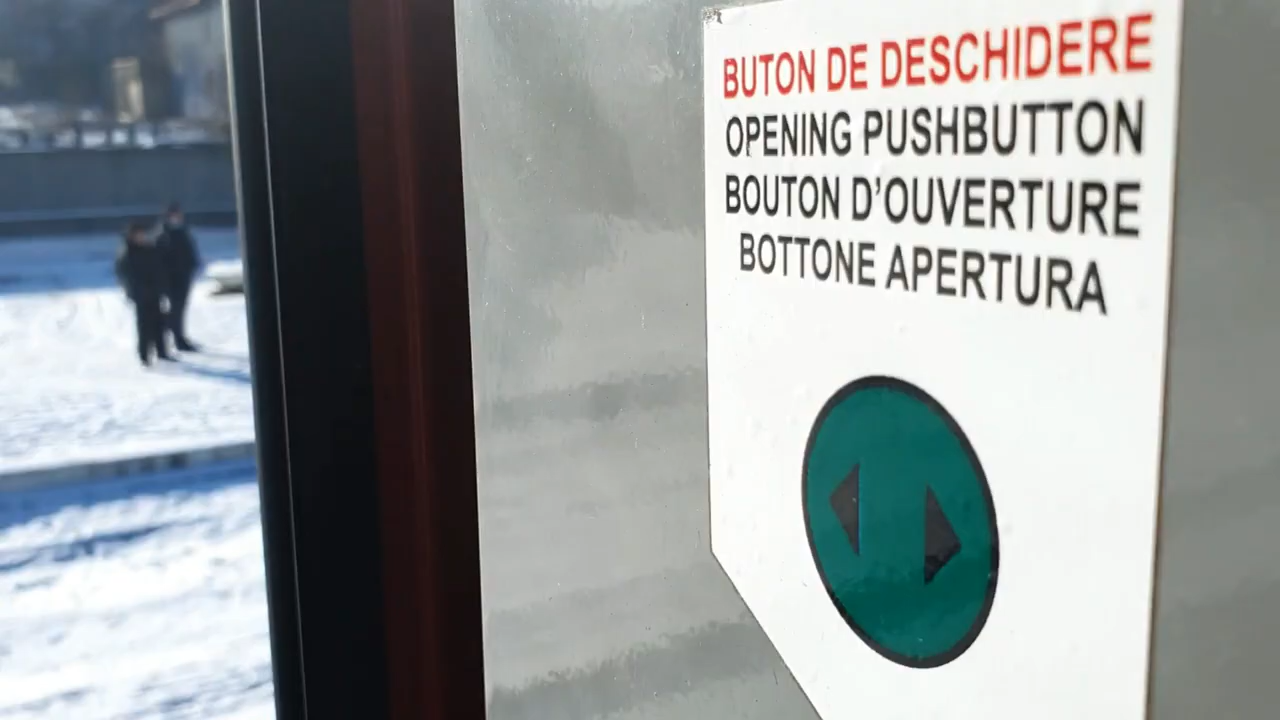 BUTON DE DESCHIDERE
OPENING PUSHBUTTON
BOUTON D'OUVERTURE
BOTTONE APERTURA